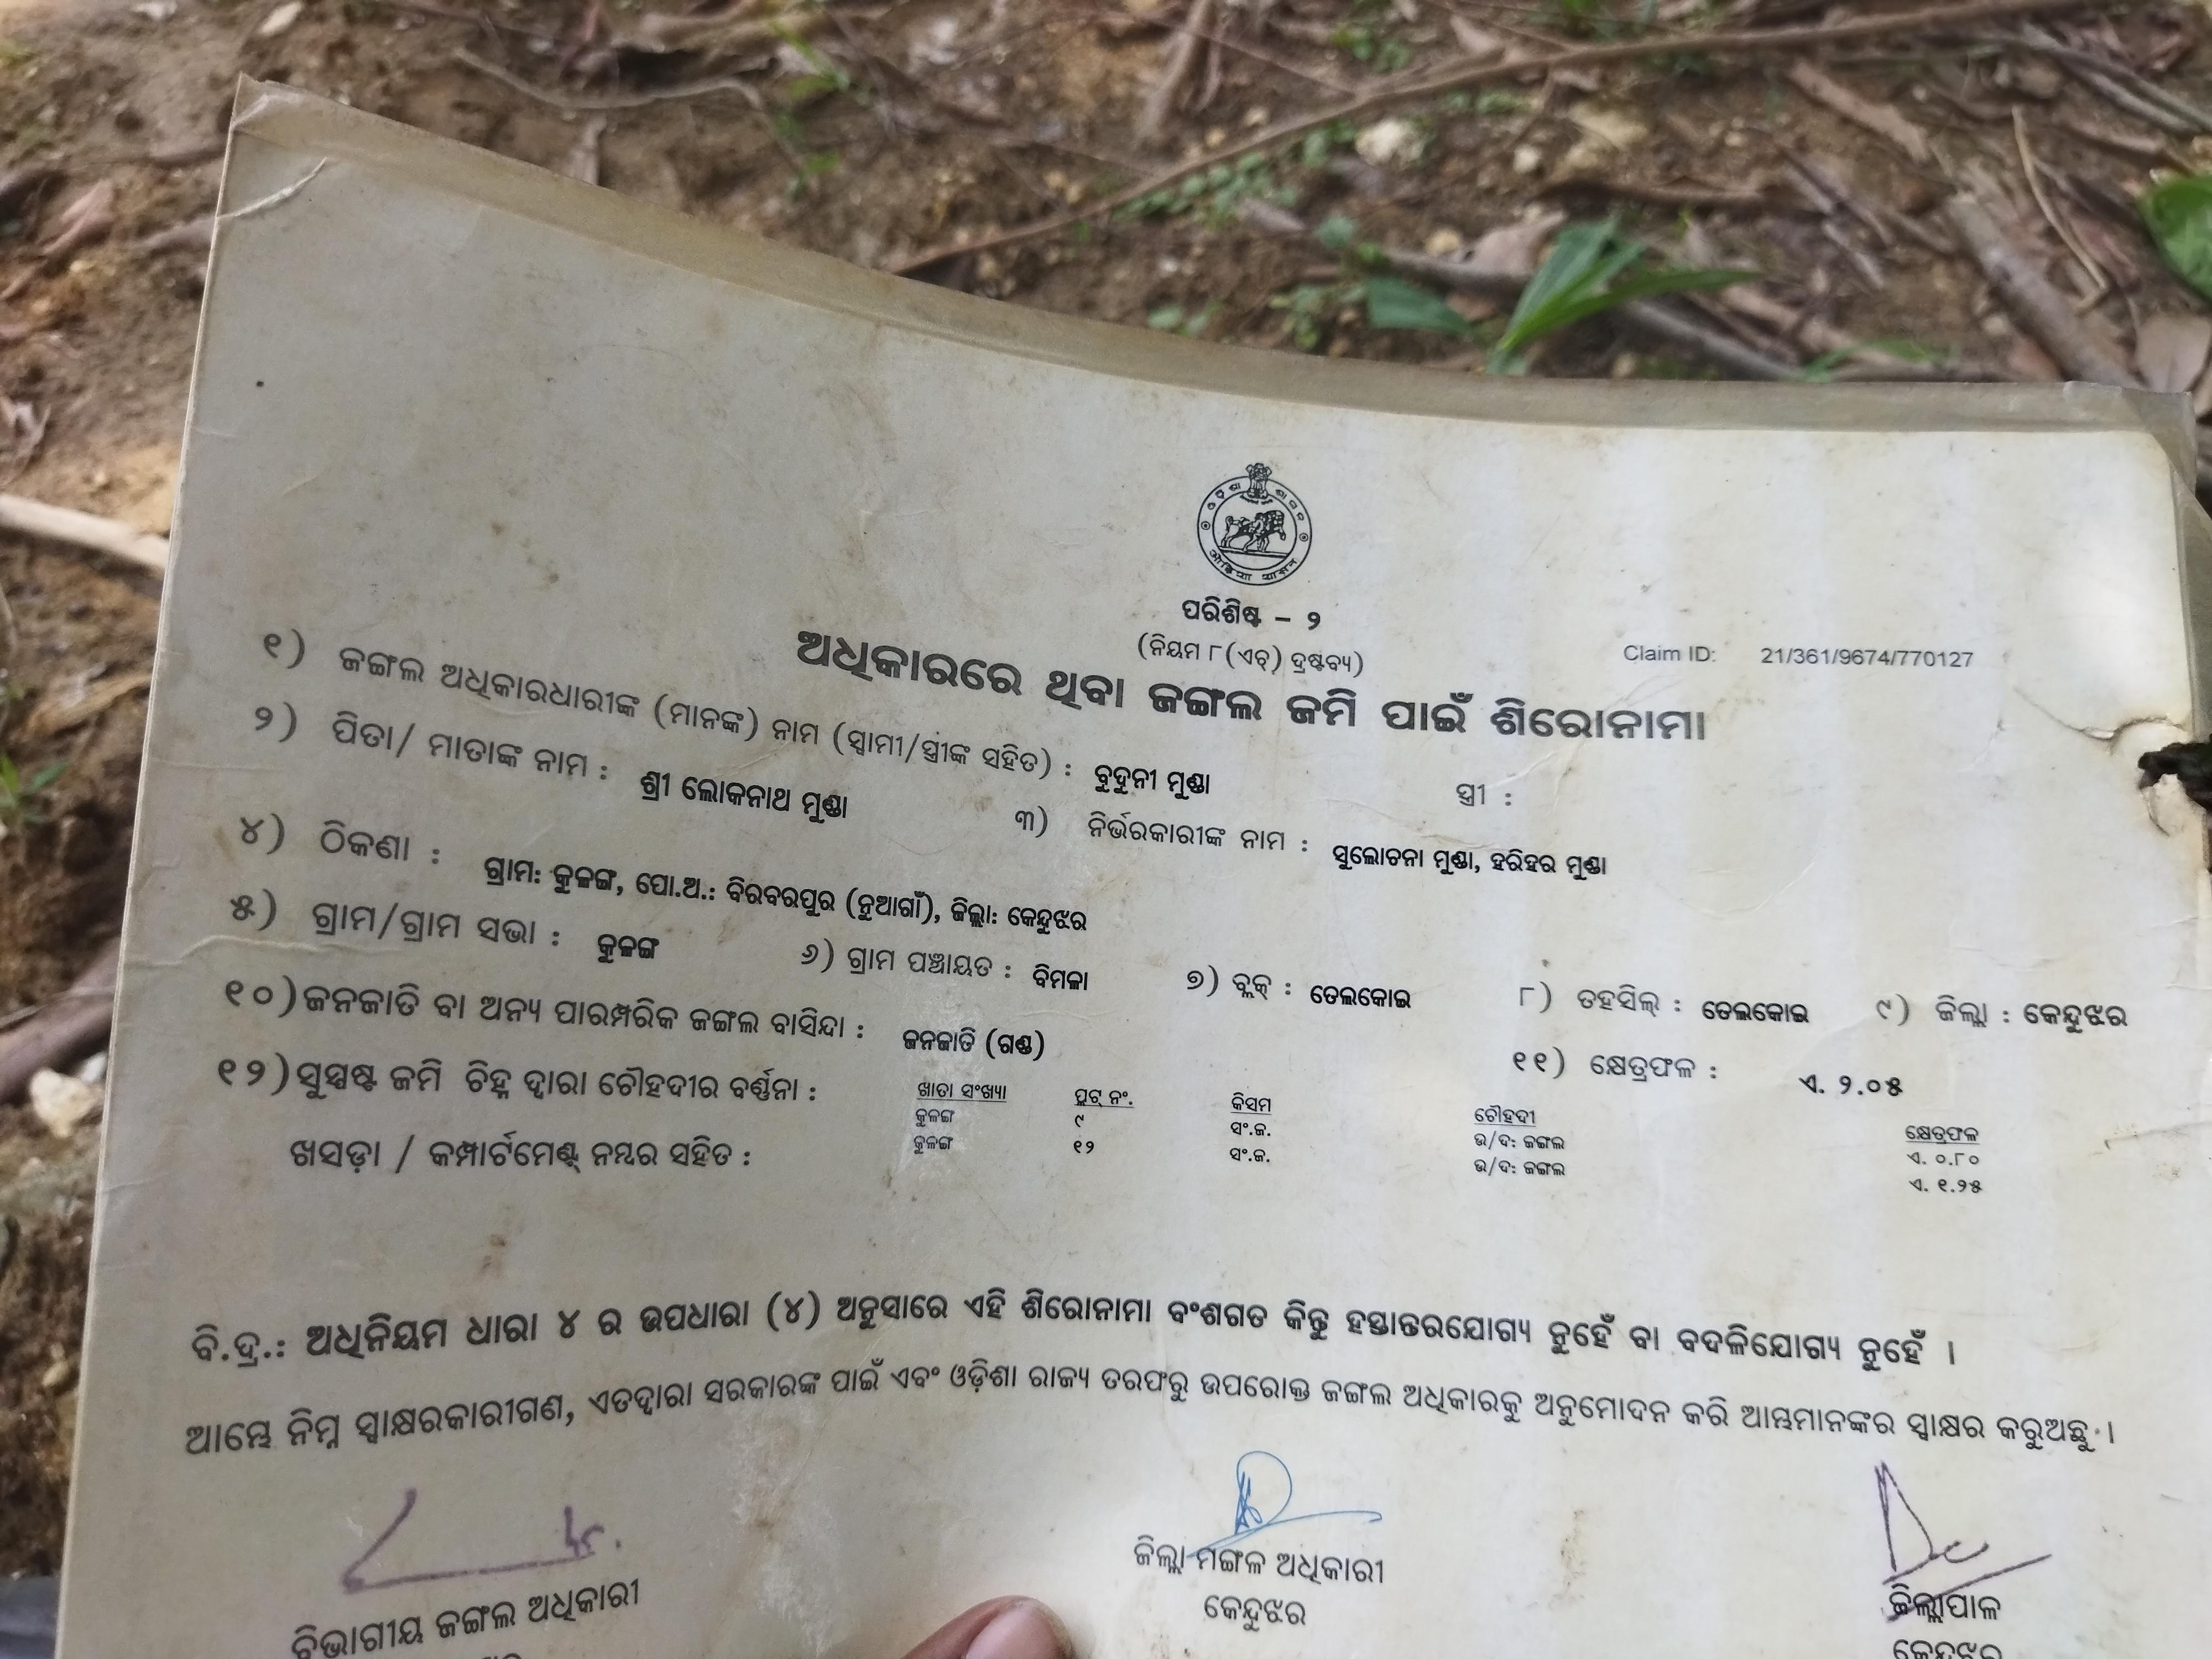 ଓଡ଼ିଶା ଶାସନ
ओड़िशा शासन
ପରିଶିଷ୍ଟ – ୨
(ନିୟମ ୮(ଏଚ୍) ଦ୍ରଷ୍ଟବ୍ୟ)
Claim ID: 21/361/9674/770127
ଅଧିକାରରେ ଥିବା ଜଙ୍ଗଲ ଜମି ପାଇଁ ଶିରୋନାମା
୧) ଜଙ୍ଗଲ ଅଧିକାରଧାରୀଙ୍କ (ମାନଙ୍କ) ନାମ (ସ୍ୱାମୀ/ସ୍ତ୍ରୀଙ୍କ ସହିତ) : ବୁଦୁନୀ ମୁଣ୍ଡା ସ୍ତ୍ରୀ :
୨) ପିତା/ ମାତାଙ୍କ ନାମ : ଶ୍ରୀ ଲୋକନାଥ ମୁଣ୍ଡା ୩) ନିର୍ଭରକାରୀଙ୍କ ନାମ : ସୁଲୋଚନା ମୁଣ୍ଡା, ହରିହର ମୁଣ୍ଡା
୪) ଠିକଣା : ଗ୍ରାମ: କୁଳଙ୍ଗ, ପୋ.ଅ.: ବିରବରପୁର (ନୁଆଗାଁ), ଜିଲ୍ଲା: କେନ୍ଦୁଝର
୫) ଗ୍ରାମ/ଗ୍ରାମ ସଭା : କୁଳଙ୍ଗ ୬) ଗ୍ରାମ ପଞ୍ଚାୟତ : ବିମଳା ୭) ବ୍ଲକ୍ : ତେଲକୋଇ ୮) ତହସିଲ୍ : ତେଲକୋଇ ୯) ଜିଲ୍ଲା : କେନ୍ଦୁଝର
୧୦) ଜନଜାତି ବା ଅନ୍ୟ ପାରମ୍ପରିକ ଜଙ୍ଗଲ ବାସିନ୍ଦା : ଜନଜାତି (ଗଣ୍ଡ) ୧୧) କ୍ଷେତ୍ରଫଳ : ଏ. ୨.୦୫
୧୨) ସୁସ୍ପଷ୍ଟ ଜମି ଚିହ୍ନ ଦ୍ୱାରା ଚୌହଦୀର ବର୍ଣ୍ଣନା :
ଖସଡ଼ା / କମ୍ପାର୍ଟମେଣ୍ଟ୍ ନମ୍ବର ସହିତ :
ଖାତା ସଂଖ୍ୟା ପ୍ଲଟ୍ ନଂ. କିସମ ଚୌହଦୀ କ୍ଷେତ୍ରଫଳ
କୁଳଙ୍ଗ ୯ ସଂ.ଜ. ଉ/ଦ: ଜଙ୍ଗଲ ଏ. ୦.୮୦
କୁଳଙ୍ଗ ୧୨ ସଂ.ଜ. ଉ/ଦ: ଜଙ୍ଗଲ ଏ. ୧.୨୫
ବି.ଦ୍ର.: ଅଧିନିୟମ ଧାରା ୪ ର ଉପଧାରା (୪) ଅନୁସାରେ ଏହି ଶିରୋନାମା ବଂଶଗତ କିନ୍ତୁ ହସ୍ତାନ୍ତରଯୋଗ୍ୟ ନୁହେଁ ବା ବଦଳିଯୋଗ୍ୟ ନୁହେଁ ।
ଆମ୍ଭେ ନିମ୍ନ ସ୍ୱାକ୍ଷରକାରୀଗଣ, ଏତଦ୍ୱାରା ସରକାରଙ୍କ ପାଇଁ ଏବଂ ଓଡ଼ିଶା ରାଜ୍ୟ ତରଫରୁ ଉପରୋକ୍ତ ଜଙ୍ଗଲ ଅଧିକାରକୁ ଅନୁମୋଦନ କରି ଆମ୍ଭମାନଙ୍କର ସ୍ୱାକ୍ଷର କରୁଅଛୁ ।
ବିଭାଗୀୟ ଜଙ୍ଗଲ ଅଧିକାରୀ
ଜିଲ୍ଲା ମଙ୍ଗଳ ଅଧିକାରୀ
କେନ୍ଦୁଝର
ଜିଲ୍ଲାପାଳ
କେନ୍ଦୁଝର